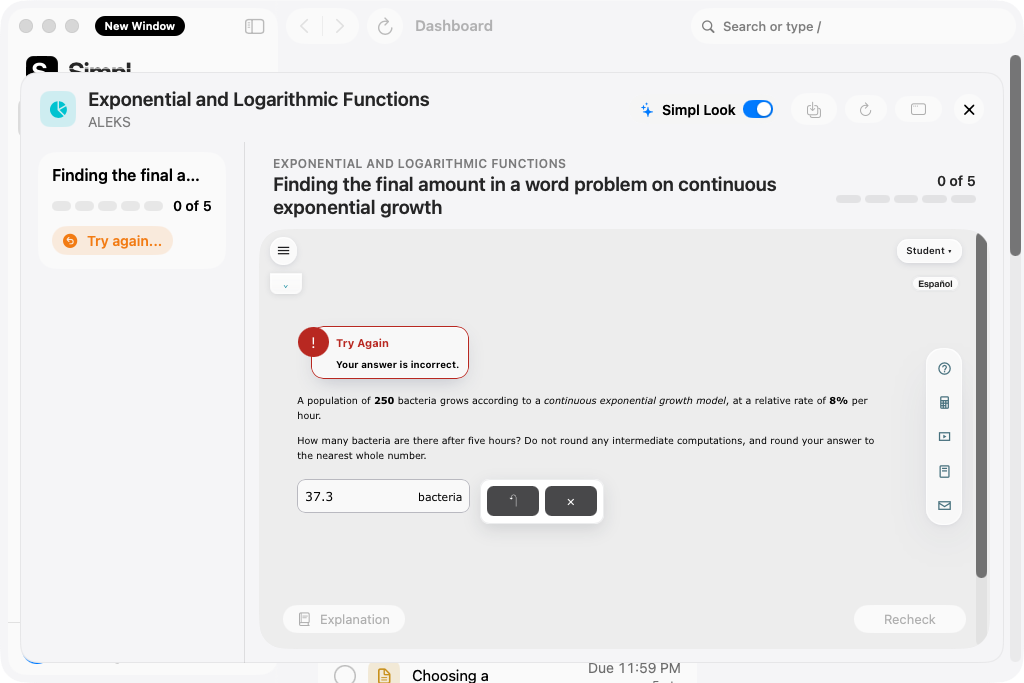 New Window
Dashboard
Search or type /
Simpl
Exponential and Logarithmic Functions
ALEKS
Simpl Look
Finding the final a...
0 of 5
Try again...
EXPONENTIAL AND LOGARITHMIC FUNCTIONS
Finding the final amount in a word problem on continuous
exponential growth
0 of 5
Student
Español
! Try Again
Your answer is incorrect.
A population of 250 bacteria grows according to a continuous exponential growth model, at a relative rate of 8% per
hour.
How many bacteria are there after five hours? Do not round any intermediate computations, and round your answer to
the nearest whole number.
37.3 bacteria
Explanation
Recheck
Choosing a
Due 11:59 PM